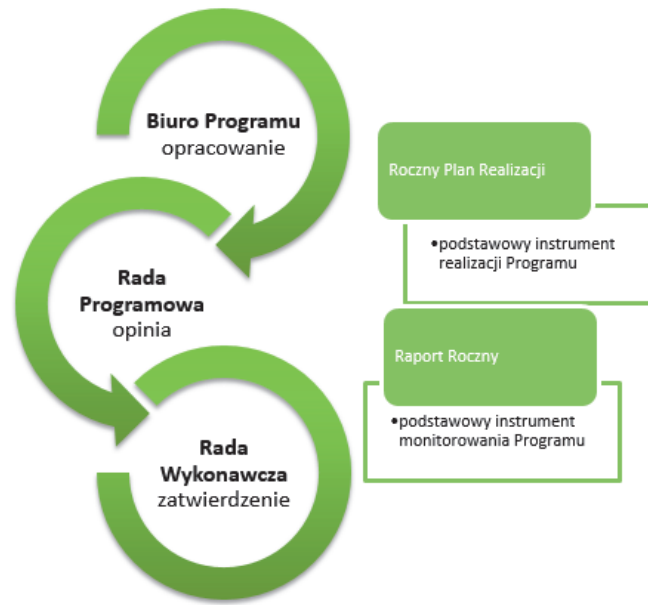 Biuro Programu
opracowanie
Rada
Programowa
opinia
Rada
Wykonawcza
zatwierdzenie
Roczny Plan Realizacji
•podstawowy instrument
realizacji Programu
Raport Roczny
•podstawowy instrument
monitorowania Programu